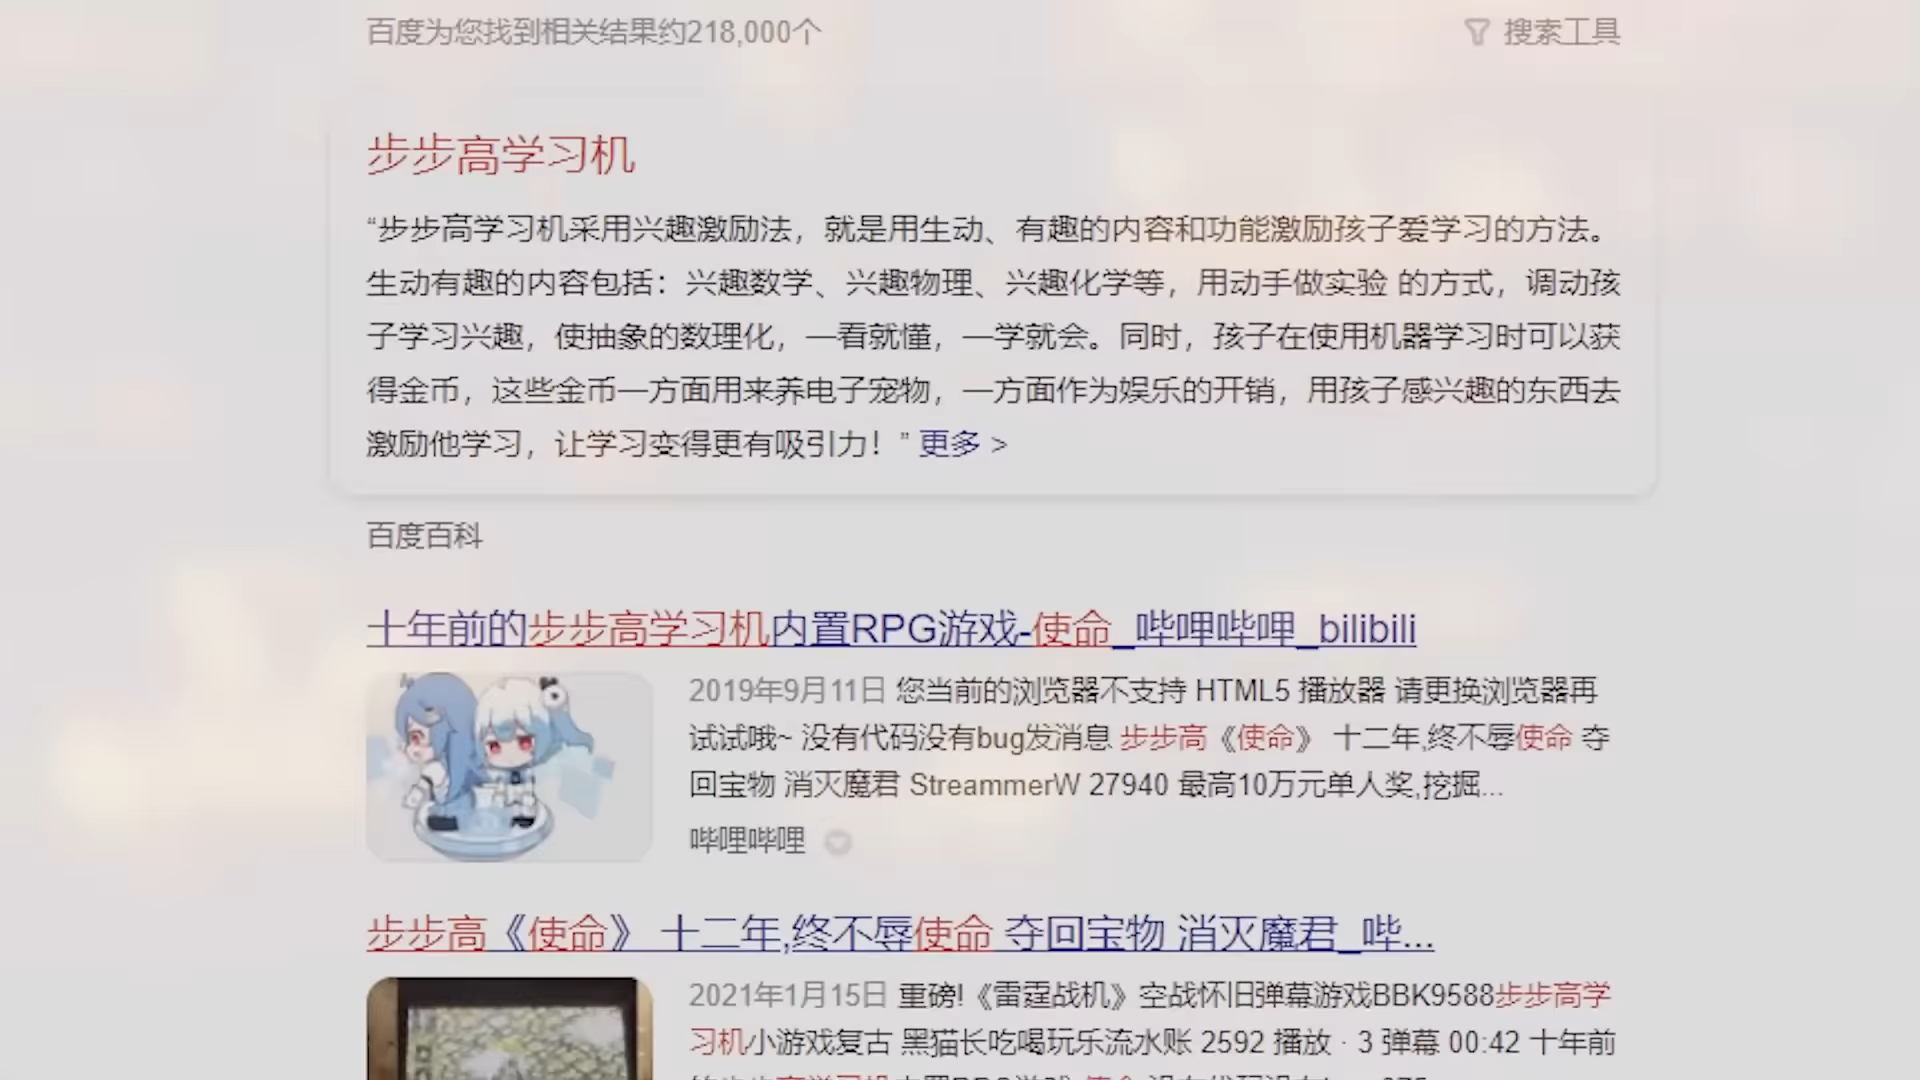 百度为您找到相关结果约218,000个
搜索工具
步步高学习机
“步步高学习机采用兴趣激励法，就是用生动、有趣的内容和功能激励孩子爱学习的方法。
生动有趣的内容包括：兴趣数学、兴趣物理、兴趣化学等，用动手做实验 的方式，调动孩
子学习兴趣，使抽象的数理化，一看就懂，一学就会。同时，孩子在使用机器学习时可以获
得金币，这些金币一方面用来养电子宠物，一方面作为娱乐的开销，用孩子感兴趣的东西去
激励他学习，让学习变得更有吸引力！” 更多 >
百度百科
十年前的步步高学习机内置RPG游戏-使命_哔哩哔哩_bilibili
2019年9月11日 您当前的浏览器不支持 HTML5 播放器 请更换浏览器再
试试哦~ 没有代码没有bug发消息 步步高《使命》 十二年,终不辱使命 夺
回宝物 消灭魔君 StreammerW 27940 最高10万元单人奖,挖掘...
哔哩哔哩
步步高《使命》 十二年,终不辱使命 夺回宝物 消灭魔君_哔...
2021年1月15日 重磅!《雷霆战机》空战怀旧弹幕游戏BBK9588步步高学
习机小游戏复古 黑猫长吃喝玩乐流水账 2592 播放 · 3 弹幕 00:42 十年前